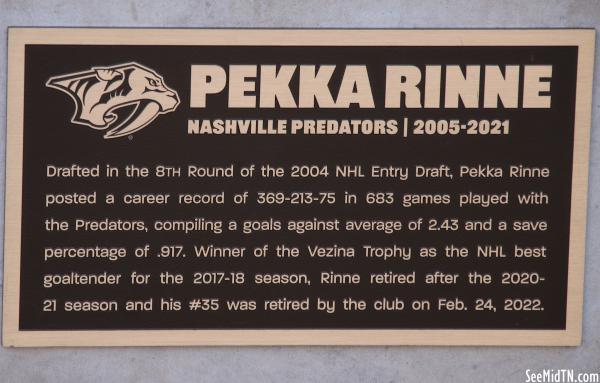 PEKKA RINNE
NASHVILLE PREDATORS | 2005-2021
Drafted in the 8TH Round of the 2004 NHL Entry Draft, Pekka Rinne
posted a career record of 369-213-75 in 683 games played with
the Predators, compiling a goals against average of 2.43 and a save
percentage of .917. Winner of the Vezina Trophy as the NHL best
goaltender for the 2017-18 season, Rinne retired after the 2020-
21 season and his #35 was retired by the club on Feb. 24, 2022.
SeeMidTN.com